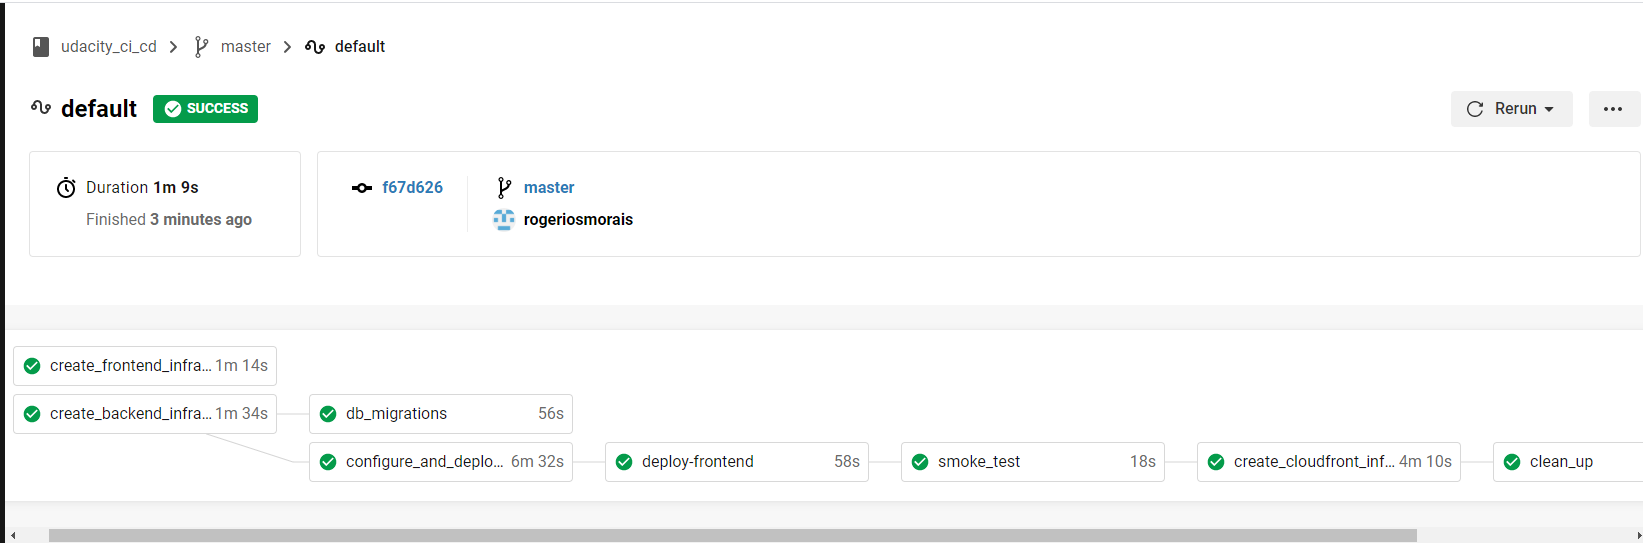 udacity_ci_cd > master > default
default SUCCESS Rerun ...
Duration 1m 9s
Finished 3 minutes ago
f67d626
master
rogeriosmorais
create_frontend_infra... 1m 14s
create_backend_infra... 1m 34s
db_migrations 56s
configure_and_deplo... 6m 32s
deploy-frontend 58s
smoke_test 18s
create_cloudfront_inf... 4m 10s
clean_up